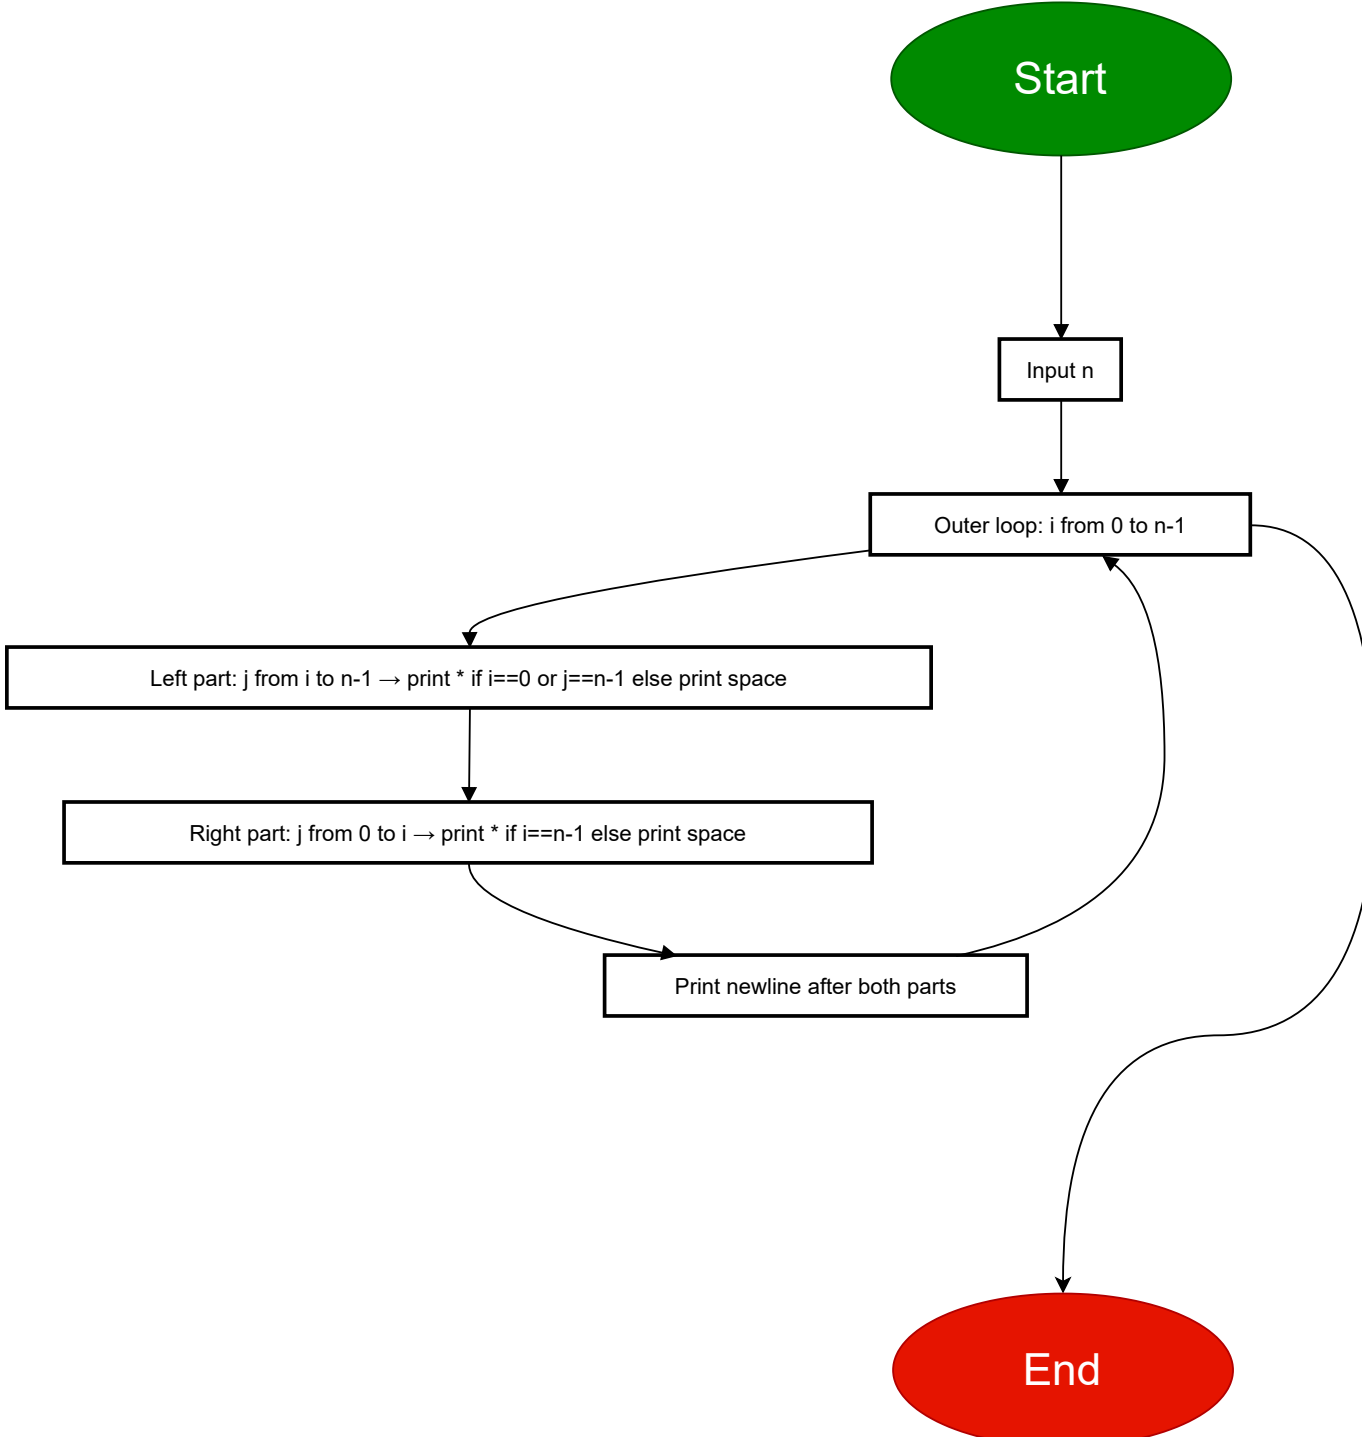 Start
Input n
Outer loop: i from 0 to n-1
Left part: j from i to n-1 → print * if i==0 or j==n-1 else print space
Right part: j from 0 to i → print * if i==n-1 else print space
Print newline after both parts
End